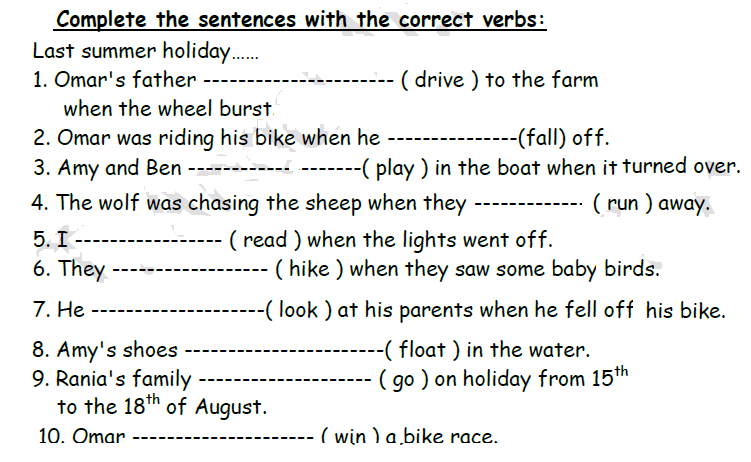 Complete the sentences with the correct verbs:
Last summer holiday......
1. Omar's father ---------------------- ( drive ) to the farm
when the wheel burst.
2. Omar was riding his bike when he ---------------(fall) off.
3. Amy and Ben ------------ -------( play ) in the boat when it turned over.
4. The wolf was chasing the sheep when they ------------· ( run ) away.
5. I ----------------- ( read ) when the lights went off.
6. They ------------------ ( hike ) when they saw some baby birds.
7. He --------------------( look ) at his parents when he fell off his bike.
8. Amy's shoes -----------------------( float ) in the water.
9. Rania's family -------------------- ( go ) on holiday from 15th
to the 18th of August.
10. Omar --------------------- ( win ) a bike race.